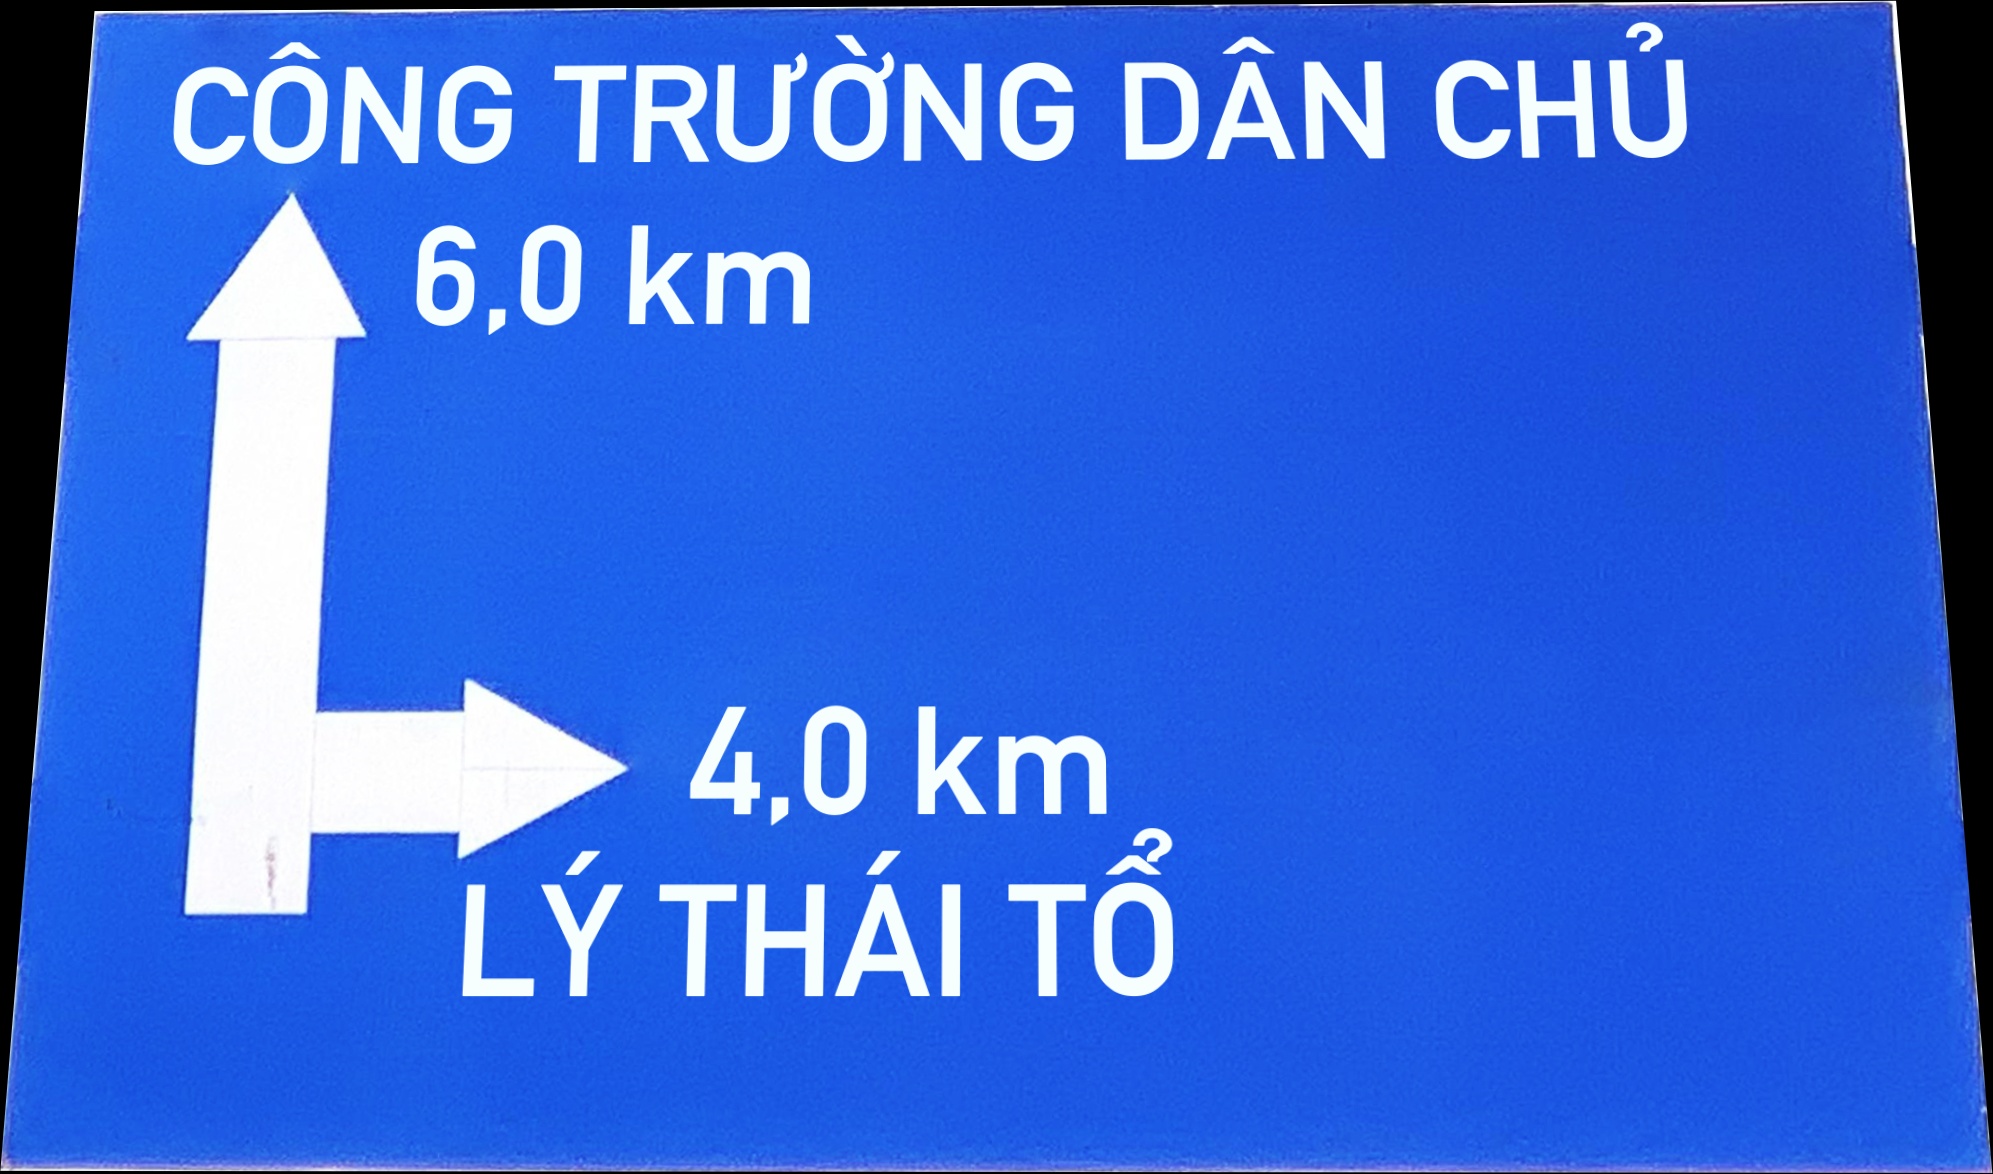 CÔNG TRƯỜNG DÂN CHỦ
6,0 km
4,0 km
LÝ THÁI TỔ